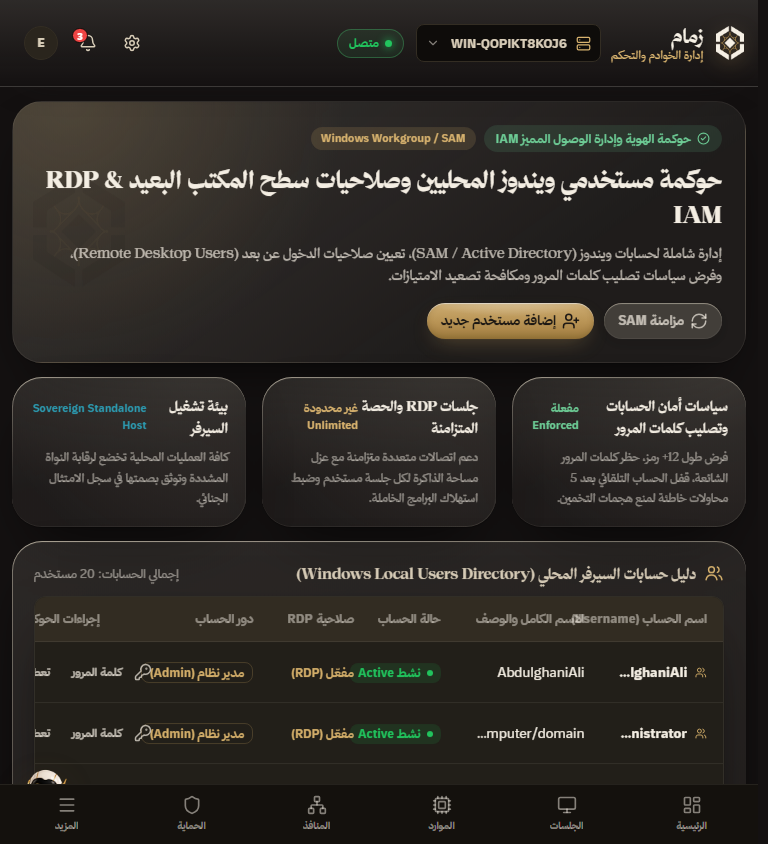 زمام
إدارة الخوادم والتحكم
WIN-QOPIKT8KOJ6
متصل
3
E
حوكمة الهوية وإدارة الوصول المميز IAM
Windows Workgroup / SAM
حوكمة مستخدمي ويندوز المحليين وصلاحيات سطح المكتب البعيد RDP &
IAM
إدارة شاملة لحسابات ويندوز (SAM / Active Directory)، تعيين صلاحيات الدخول عن بعد (Remote Desktop Users)،
وفرض سياسات تصليب كلمات المرور ومكافحة تصعيد الامتيازات.
مزامنة SAM
إضافة مستخدم جديد
سياسات أمان الحسابات
وتصليب كلمات المرور
مفعلة
Enforced
فرض طول 12+ رمز، حظر كلمات المرور
الشائعة، قفل الحساب التلقائي بعد 5
محاولات خاطئة لمنع هجمات التخمين.
جلسات RDP والحصة
المتزامنة
غير محدودة
Unlimited
دعم اتصالات متعددة متزامنة مع عزل
مساحة الذاكرة لكل جلسة مستخدم وضبط
استهلاك البرامج الخاملة.
بيئة تشغيل
السيرفر
Sovereign Standalone
Host
كافة العمليات المحلية تخضع لرقابة النواة
المشددة وتوثق بصمتها في سجل الامتثال
الجنائي.
دليل حسابات السيرفر المحلي (Windows Local Users Directory)
إجمالي الحسابات: 20 مستخدم
اسم الحساب (Username) الاسم الكامل والوصف حالة الحساب صلاحية RDP دور الحساب إجراءات
...lghaniAli AbdulghaniAli نشط Active مفعّل (RDP) مدير نظام (Admin) كلمة المرور
...nistrator ...mputer/domain نشط Active مفعّل (RDP) مدير نظام (Admin) كلمة المرور
الرئيسية
الجلسات
الموارد
المنافذ
الحماية
المزيد